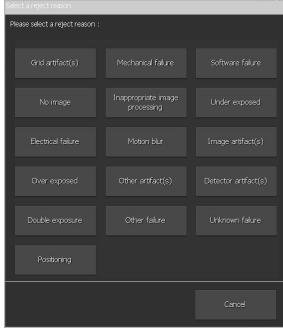 Select a reject reason
Please select a reject reason :
Grid artifact(s)
Mechanical failure
Software failure
No image
Inappropriate image
processing
Under exposed
Electrical failure
Motion blur
Image artifact(s)
Over exposed
Other artifact(s)
Detector artifact(s)
Double exposure
Other failure
Unknown failure
Positioning
Cancel